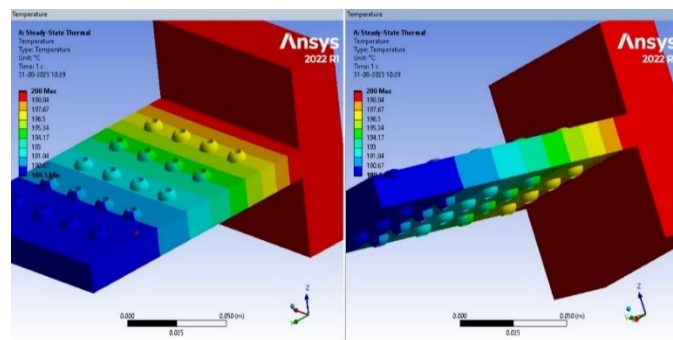 Temperature
A: Steady-State Thermal
Temperature
Type: Temperature
Unit: °C
Time: 1 s
31-08-2023 10:29
200 Max
198.84
197.67
196.5
195.34
194.17
193
191.84
190.67
189.5 Min
Ansys
2022 R1
0.000
0.050 (m)
0.025
Z
Temperature
A: Steady-State Thermal
Temperature
Type: Temperature
Unit: °C
Time: 1 s
31-08-2023 10:29
200 Max
198.84
197.67
196.5
195.34
194.17
193
191.84
190.67
Ansys
2022 R1
0.000
0.050 (m)
0.025
Z